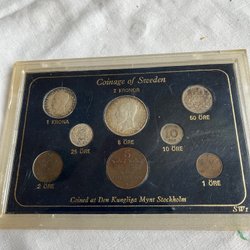 Coinage of Sweden
2 KRONOR
1 KRONA
50 ÖRE
25 ÖRE
5 ÖRE
10 ÖRE
2 ÖRE
1 ÖRE
Coined at Den Kungliga Mynt Stockholm
SW1